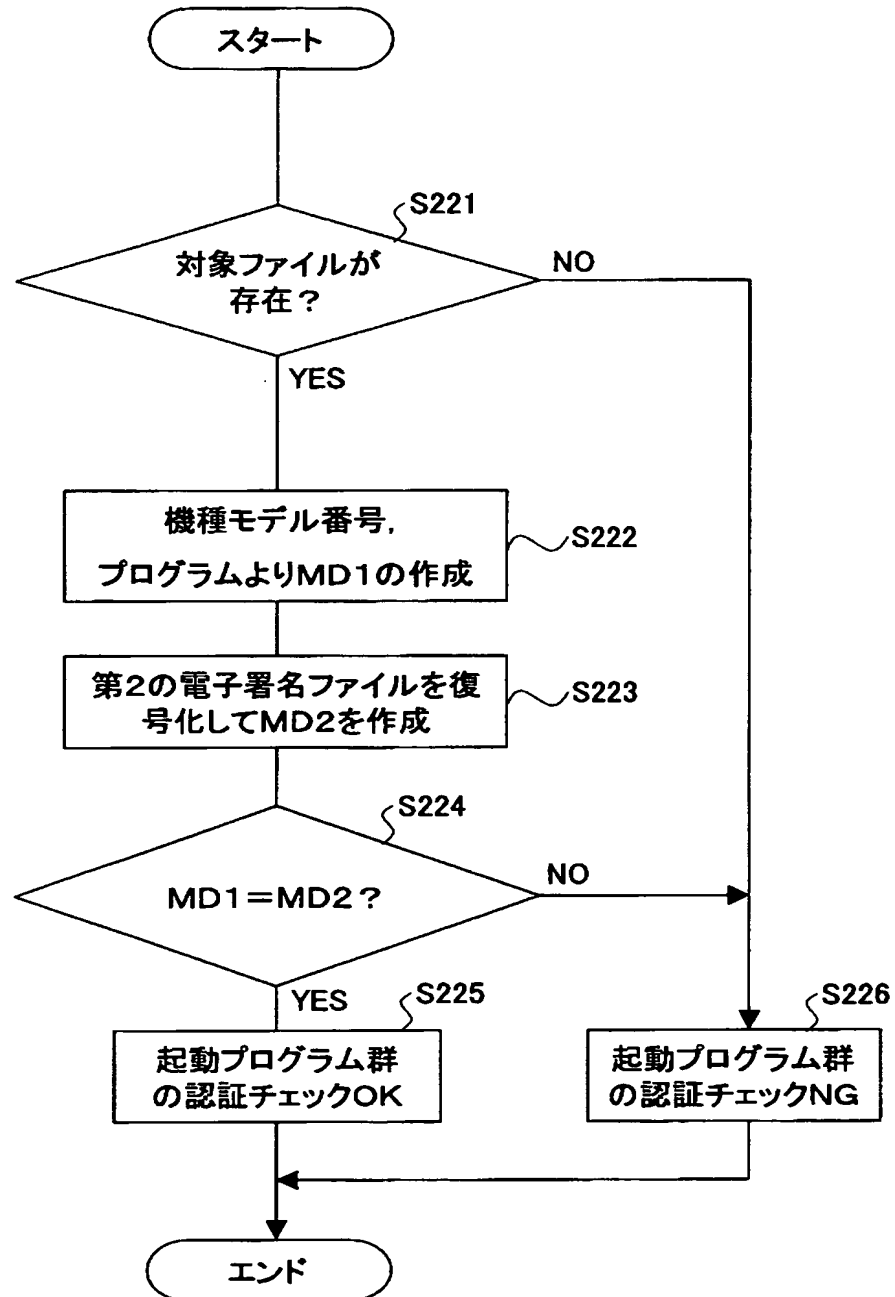 スタート
S221
対象ファイルが
存在？
NO
YES
機種モデル番号,
プログラムよりMD1の作成
S222
第2の電子署名ファイルを復
号化してMD2を作成
S223
S224
MD1＝MD2？
NO
YES
S225
起動プログラム群
の認証チェックOK
S226
起動プログラム群
の認証チェックNG
エンド